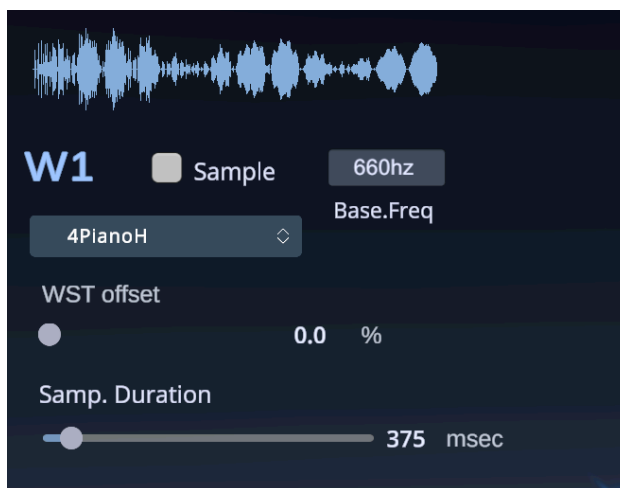 W1 Sample 660hz
Base.Freq
4PianoH
WST offset
0.0 %
Samp. Duration
375 msec